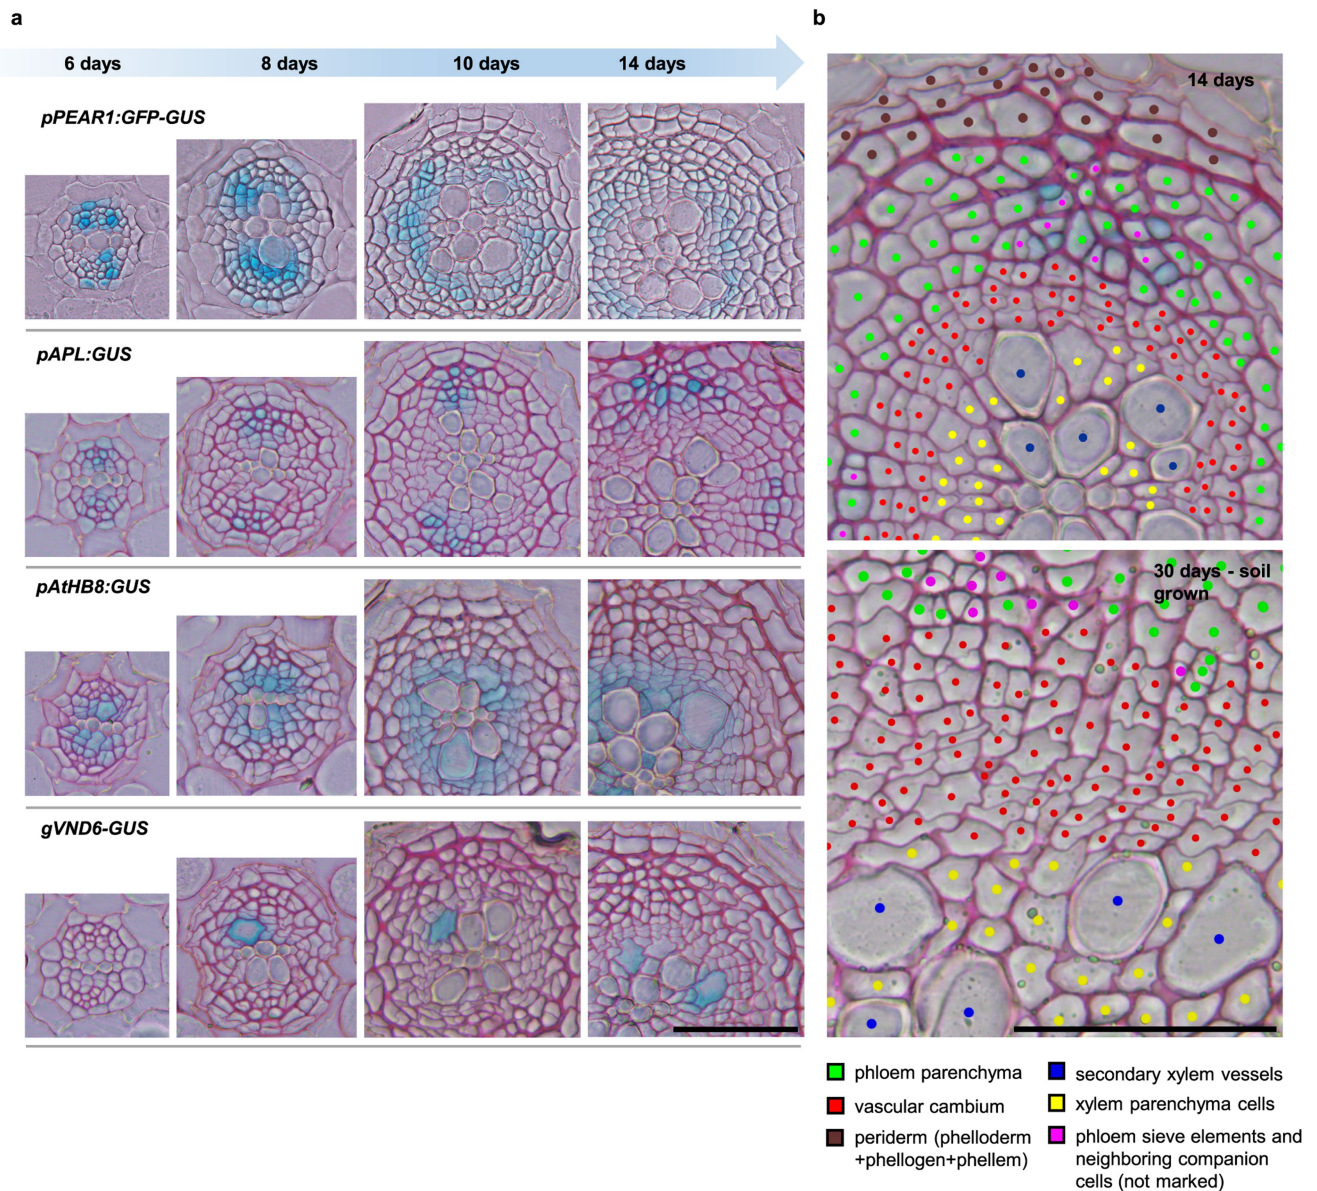 a
b
6 days
8 days
10 days
14 days
pPEAR1:GFP-GUS
pAPL:GUS
pAtHB8:GUS
gVND6-GUS
14 days
30 days - soil
grown
phloem parenchyma
vascular cambium
periderm (phelloderm
+phellogen+phellem)
secondary xylem vessels
xylem parenchyma cells
phloem sieve elements and
neighboring companion
cells (not marked)